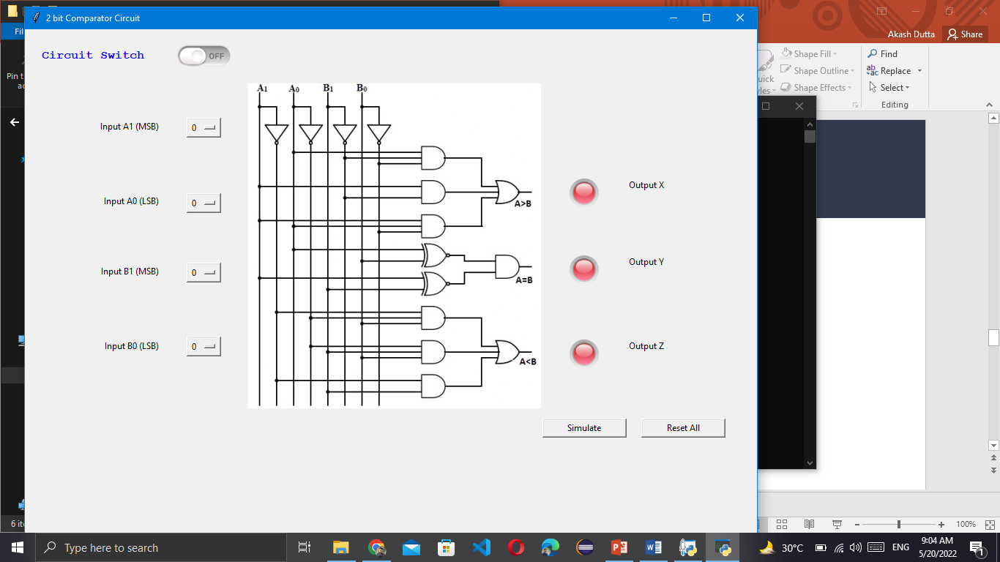 2 bit Comparator Circuit
Akash Dutta
Share
Fil
Circuit Switch
OFF
Shape Fill
Find
Shape Outline
Replace
Shape Effects
Select
Editing
Pin t
A1 A0 B1 B0
Input A1 (MSB) 0
Input A0 (LSB) 0
Input B1 (MSB) 0
Input B0 (LSB) 0
A>B
A=B
A<B
Output X
Output Y
Output Z
Simulate
Reset All
6 ite
100%
Type here to search
30°C
ENG
9:04 AM
5/20/2022
1